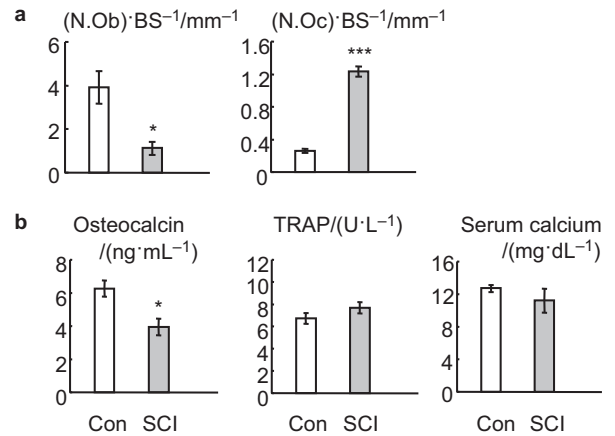 a
(N.Ob)·BS⁻¹/mm⁻¹
(N.Oc)·BS⁻¹/mm⁻¹
6
4
2
0
*
1.6
1.2
0.8
0.4
0
***
b
Osteocalcin
/(ng·mL⁻¹)
TRAP/(U·L⁻¹)
Serum calcium
/(mg·dL⁻¹)
8
6
4
2
0
*
12
10
8
6
4
2
0
16
12
8
4
0
Con SCI
Con SCI
Con SCI